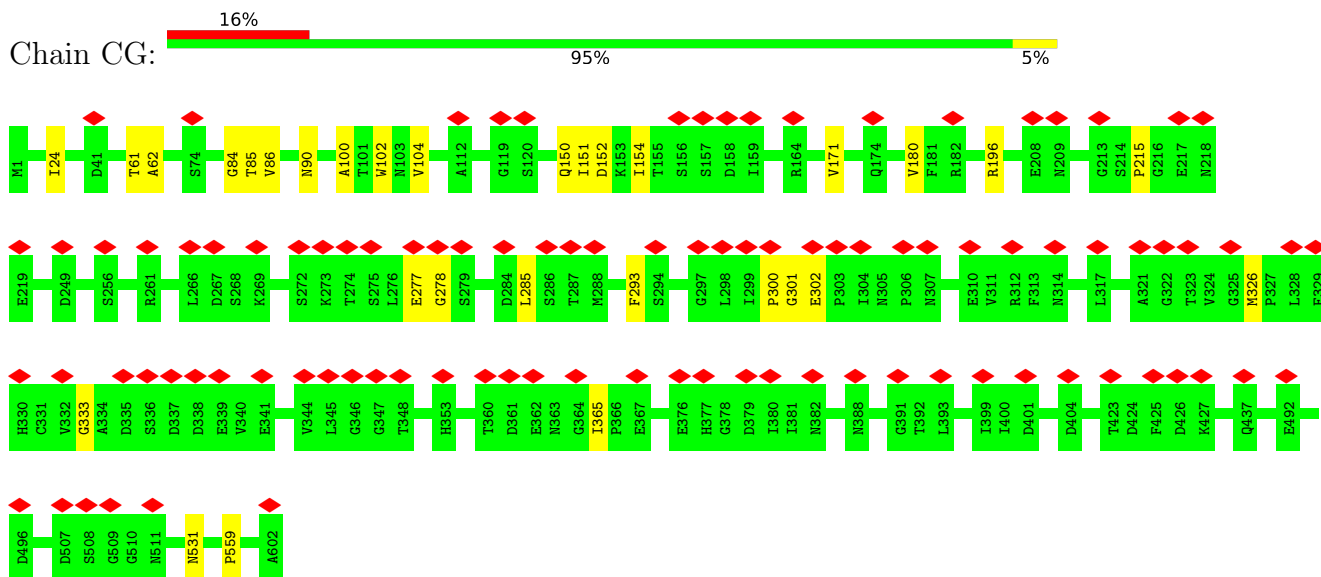 16%
Chain CG:
95% 5%
M1 I24 D41 T61 A62 S74 G84 T85 V86 N90 A100 T101 W102 N103 V104 A112 G119 S120 Q150 I151 D152 K153 I154 T155 S156 S157 D158 I159 R164 V171 Q174 V180 F181 R182 R196 E208 N209 G213 S214 P215 G216 E217 N218
E219 D249 S256 R261 L266 D267 S268 K269 S272 K273 T274 S275 L276 E277 G278 S279 D284 L285 S286 T287 M288 F293 S294 G297 L298 I299 P300 G301 E302 P303 I304 N305 P306 N307 E310 V311 R312 F313 N314 L317 A321 G322 T323 V324 G325 M326 P327 L328
H330 C331 V332 G333 A334 D335 S336 D337 D338 E339 V340 E341 V344 L345 G346 G347 T348 H353 T360 D361 E362 N363 G364 I365 P366 E367 E376 H377 G378 D379 I380 I381 N382 N388 G391 T392 L393 I399 I400 D401 D404 T423 D424 F425 D426 K427 Q437 E492
D496 D507 S508 G509 G510 N511 N531 P559 A602